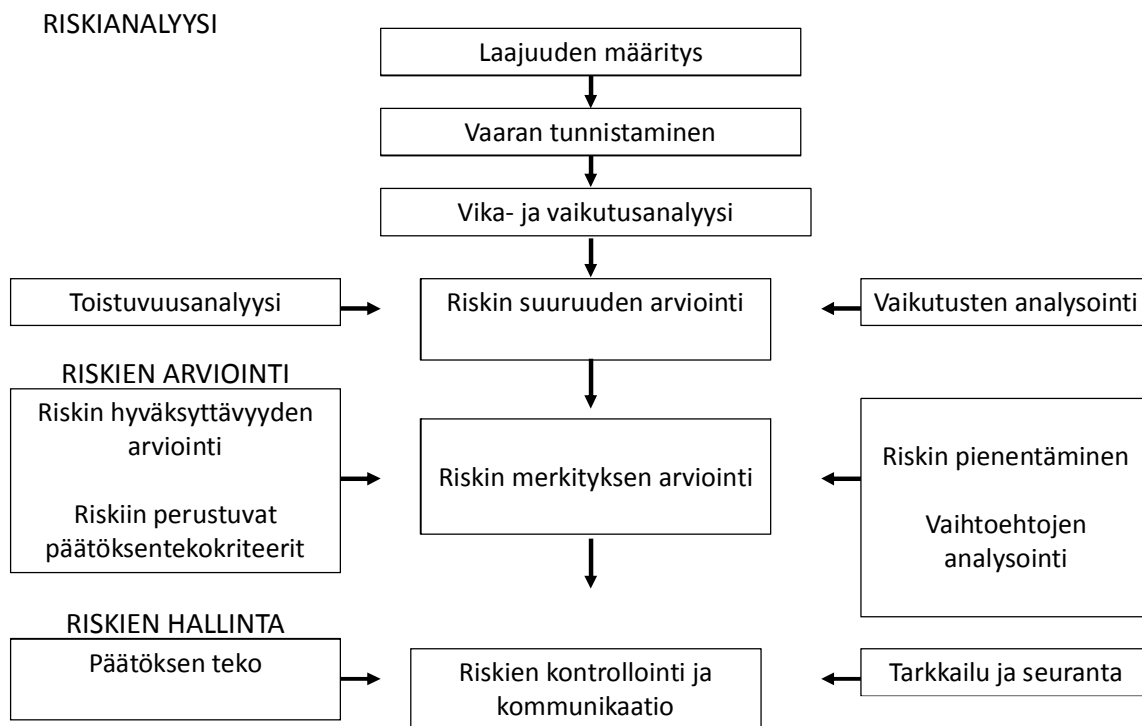 RISKIANALYYSI
Laajuuden määritys
Vaaran tunnistaminen
Vika- ja vaikutusanalyysi
Toistuvuusanalyysi
Riskin suuruuden arviointi
Vaikutusten analysointi
RISKIEN ARVIOINTI
Riskin hyväksyttävyyden
arviointi
Riskiin perustuvat
päätöksentekokriteerit
Riskin merkityksen arviointi
Riskin pienentäminen
Vaihtoehtojen
analysointi
RISKIEN HALLINTA
Päätöksen teko
Riskien kontrollointi ja
kommunikaatio
Tarkkailu ja seuranta